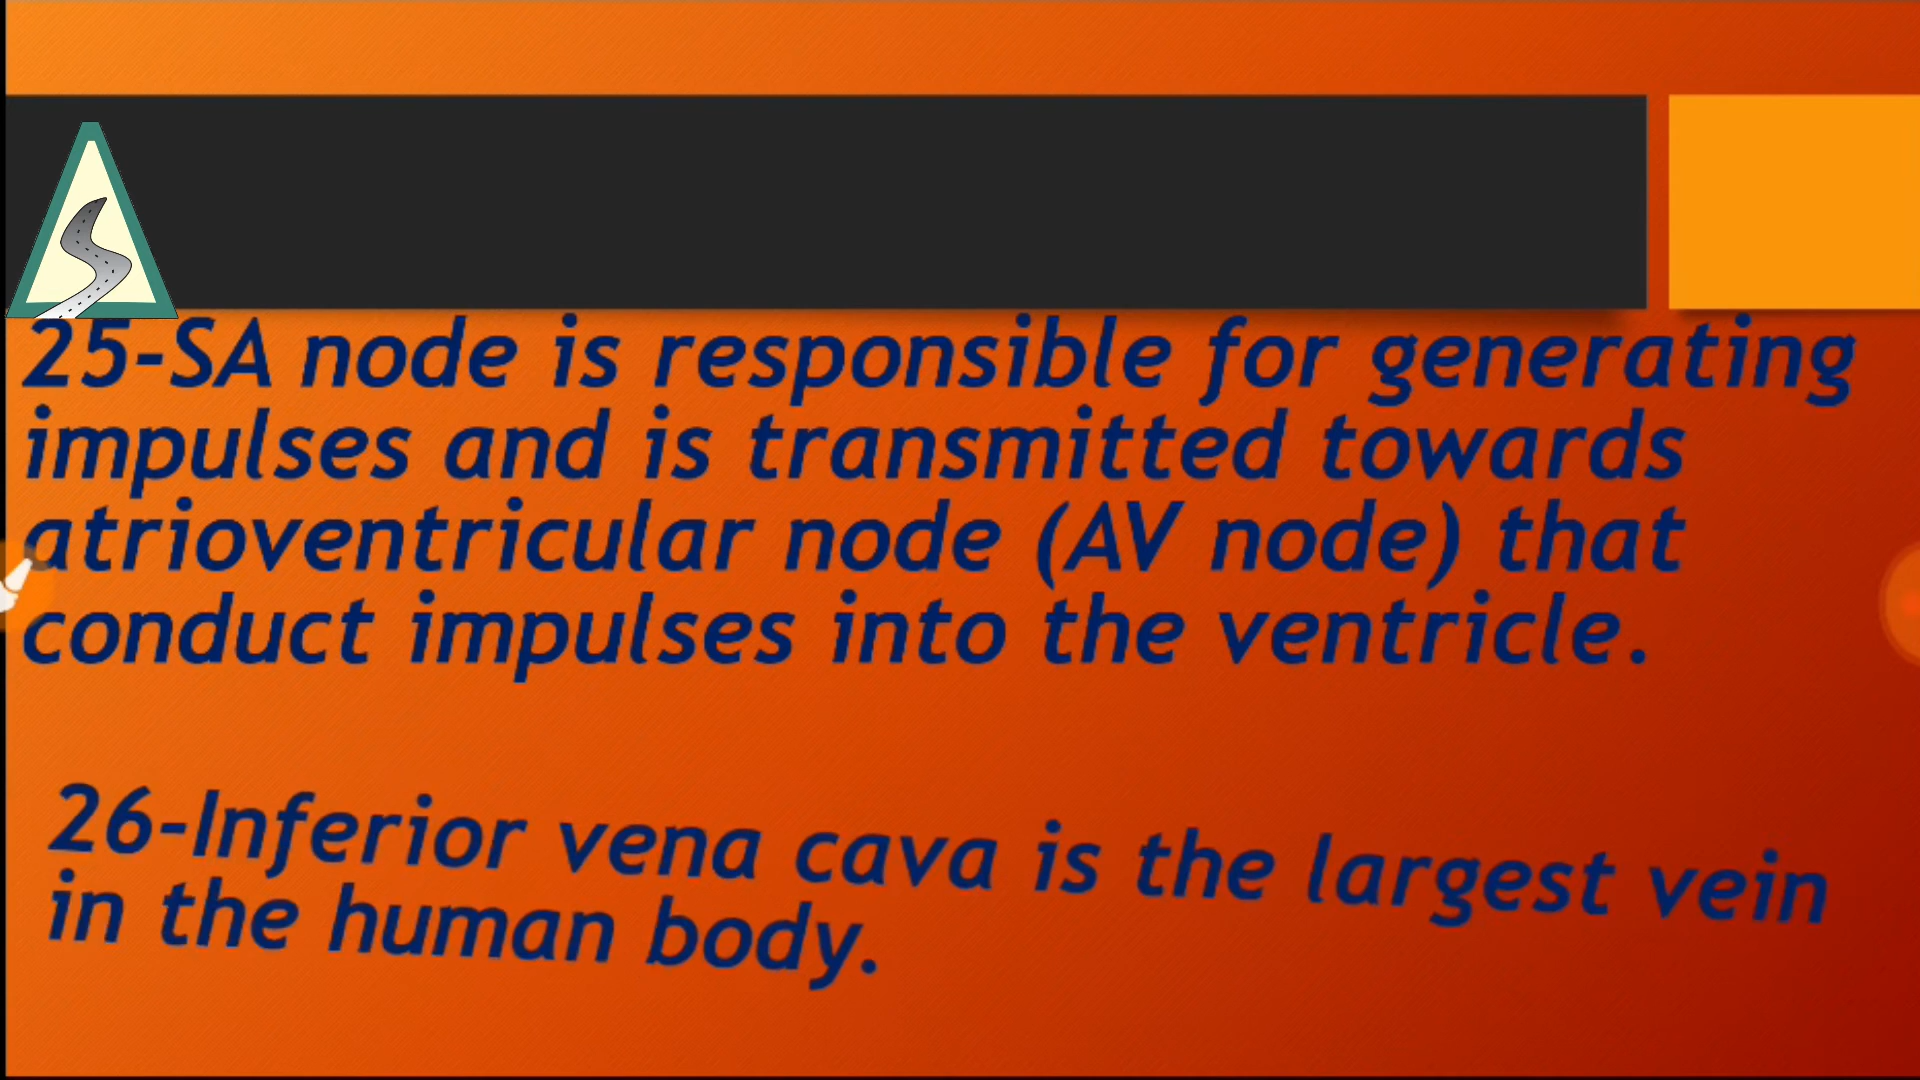 25-SA node is responsible for generating
impulses and is transmitted towards
atrioventricular node (AV node) that
conduct impulses into the ventricle.
26-Inferior vena cava is the largest vein
in the human body.